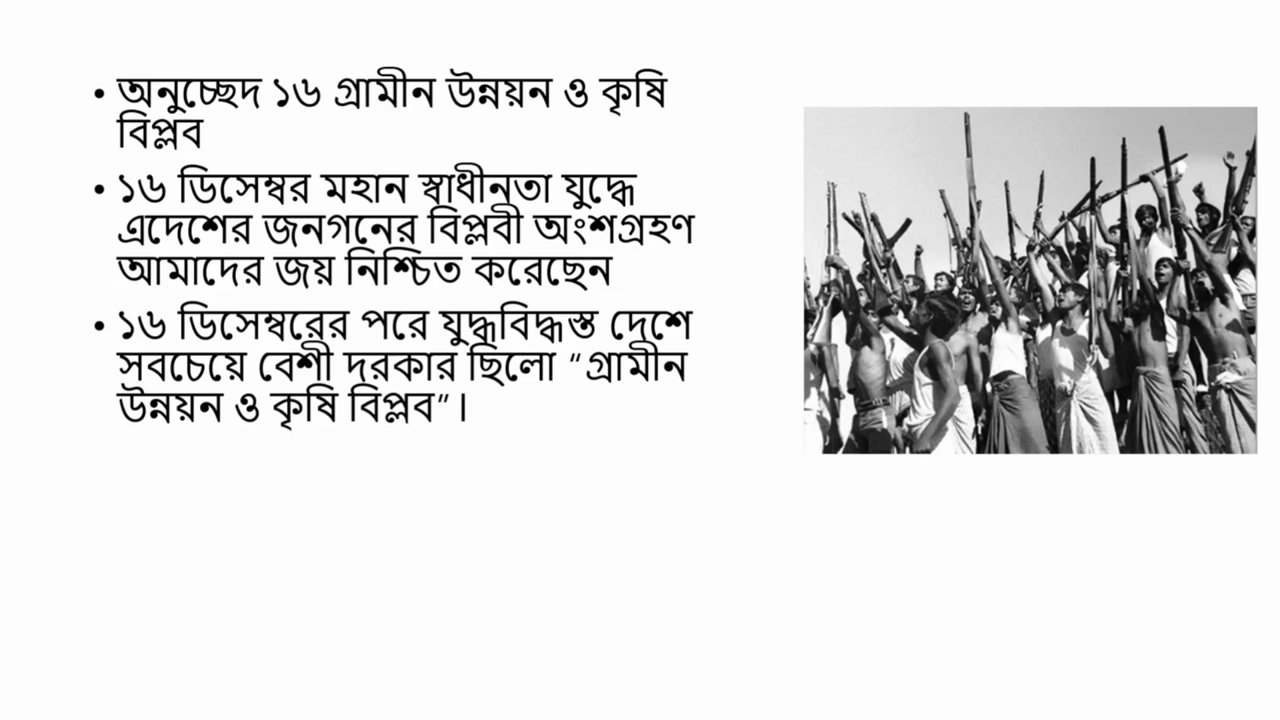 • অনুচ্ছেদ ১৬ গ্রামীন উন্নয়ন ও কৃষি
বিপ্লব
• ১৬ ডিসেম্বর মহান স্বাধীনতা যুদ্ধে
এদেশের জনগনের বিপ্লবী অংশগ্রহণ
আমাদের জয় নিশ্চিত করেছেন
• ১৬ ডিসেম্বরের পরে যুদ্ধবিদ্ধস্ত দেশে
সবচেয়ে বেশী দরকার ছিলো “গ্রামীন
উন্নয়ন ও কৃষি বিপ্লব”।